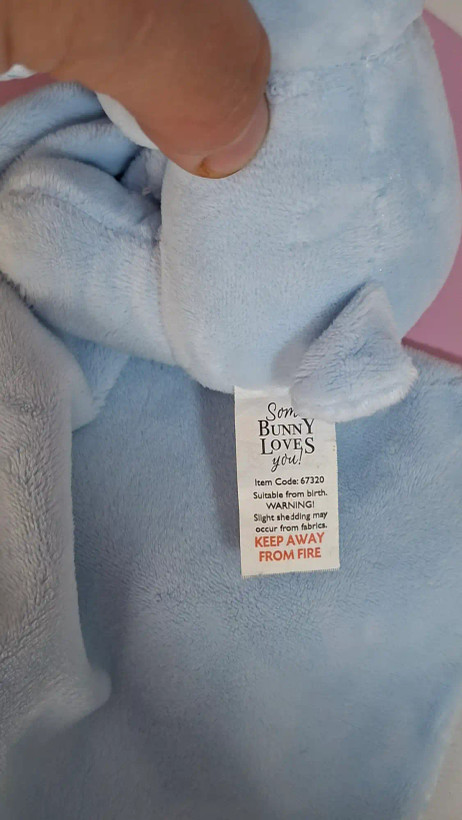 Som
BUNNY
LOVES
you!
Item Code: 67320
Suitable from birth.
WARNING!
Slight shedding may
occur from fabrics.
KEEP AWAY
FROM FIRE